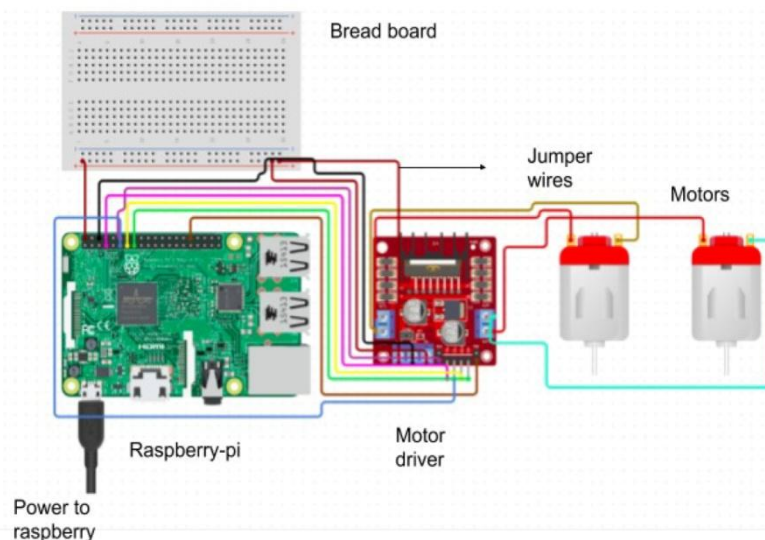 Bread board
Jumper
wires
Motors
Raspberry-pi
Motor
driver
Power to
raspberry